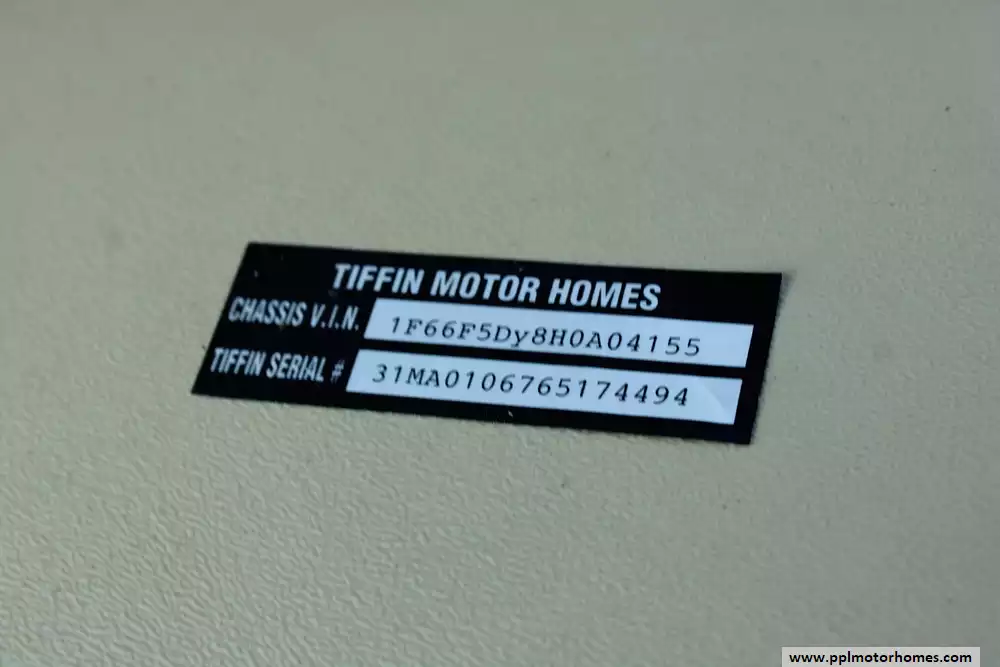 TIFFIN MOTOR HOMES
CHASSIS V.I.N. 1F66F5Dy8H0A04155
TIFFIN SERIAL # 31MA0106765174494
www.pplmotorhomes.com